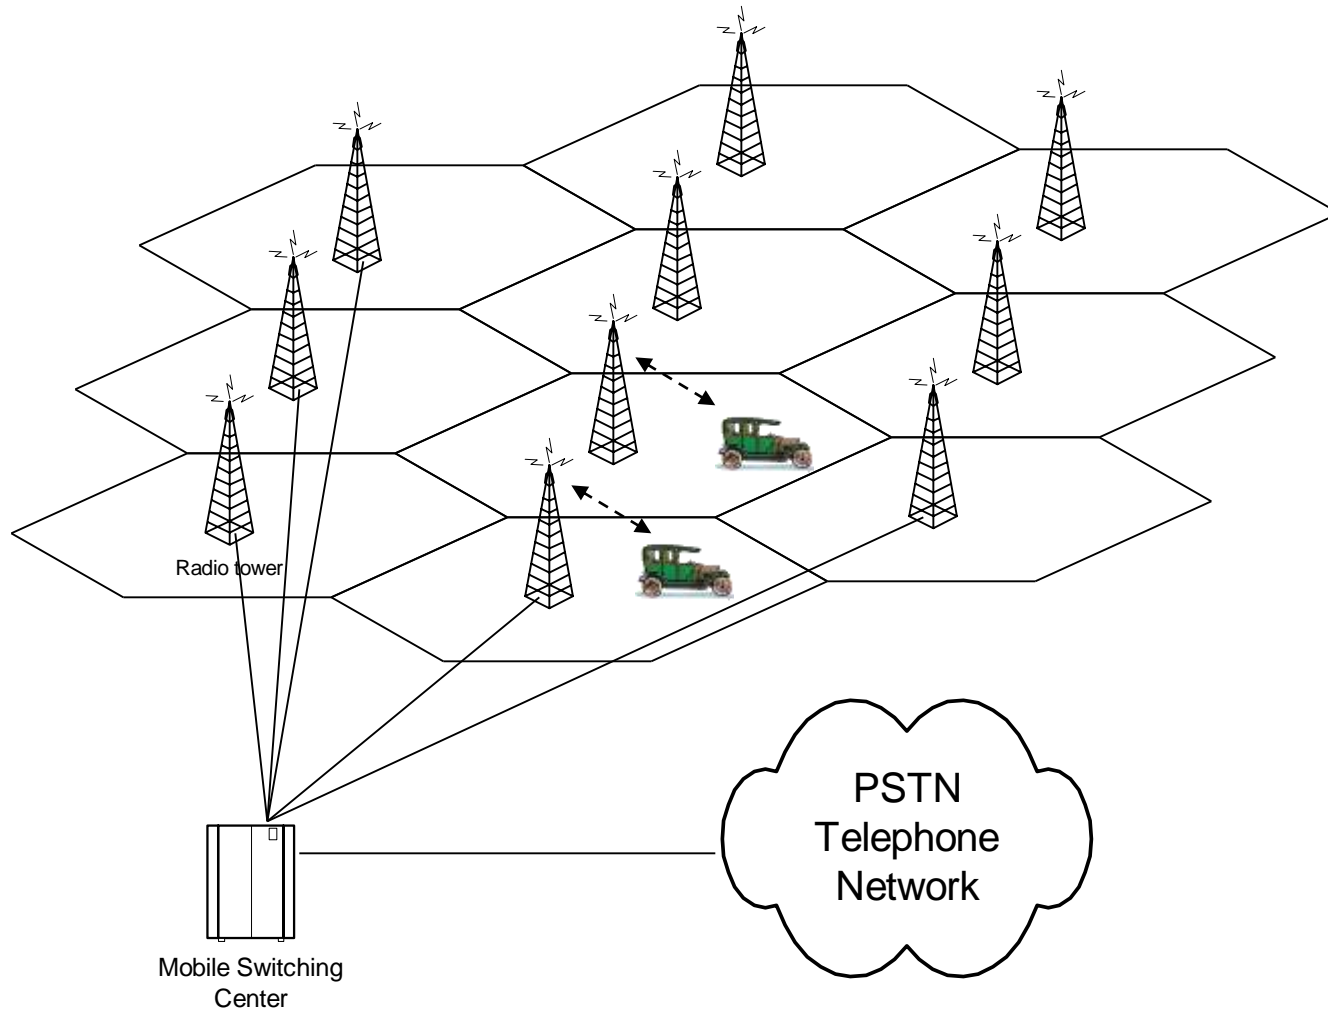 Radio tower
PSTN
Telephone
Network
Mobile Switching
Center